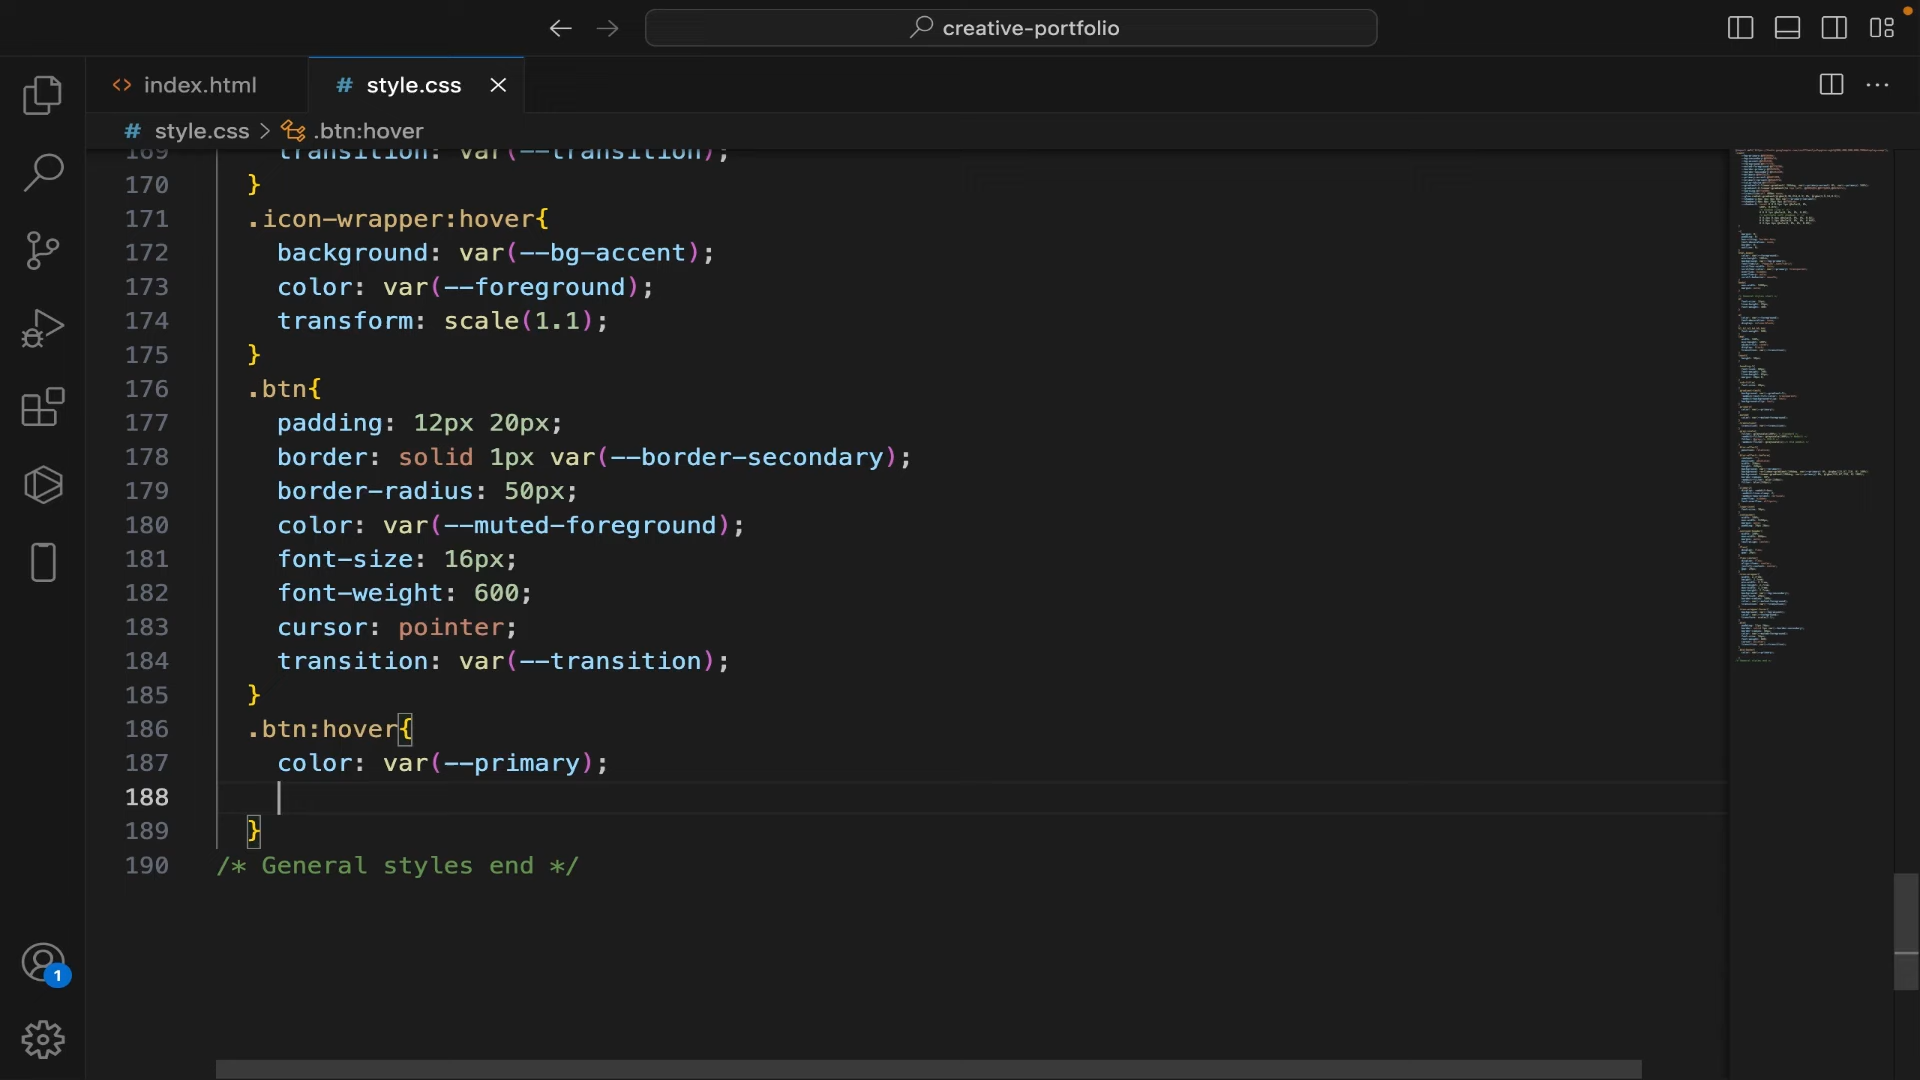 creative-portfolio
index.html
# style.css
# style.css > .btn:hover
169 transition: var(--transition);
170 }
171 .icon-wrapper:hover{
172 background: var(--bg-accent);
173 color: var(--foreground);
174 transform: scale(1.1);
175 }
176 .btn{
177 padding: 12px 20px;
178 border: solid 1px var(--border-secondary);
179 border-radius: 50px;
180 color: var(--muted-foreground);
181 font-size: 16px;
182 font-weight: 600;
183 cursor: pointer;
184 transition: var(--transition);
185 }
186 .btn:hover{
187 color: var(--primary);
188
189 }
190 /* General styles end */
1